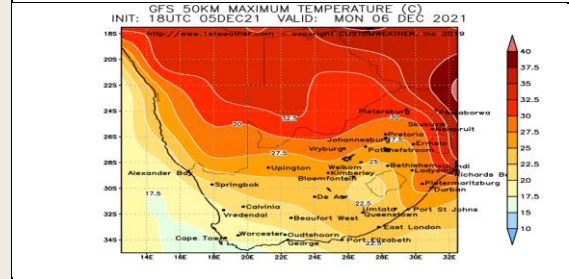 GFS 50KM MAXIMUM TEMPERATURE (C)
INIT: 18UTC 05DEC21 VALID: MON 06 DEC 2021
18S
http://www.1stweather.com - copyright CUSTOMWEATHER, Inc 2019
40
20S
37.5
22S
35
32.5
24S
32.5
Pietersburg
30
Phalaborwa
30
Skukuza
Nelspruit
26S
Pretoria
27.5
Johannesburg
Ermelo
27.5
Vryburg
Potchefstroom
25
28S
25
Upington
Welkom
Bethlehem
Ladysmith
Kimberley
Richards B
22.5
Alexander Bay
Bloemfontein
17.5
Springbok
Pietermaritzburg
20
30S
De Aar
Durban
22.5
17.5
Calvinia
Umtata
Port St Johns
32S
Vredendal
Beaufort West
Queenstown
15
East London
Cape Town
Worcester
Oudtshoorn
10
34S
George
Port Elizabeth
22.5
14E 16E 18E 20E 22E 24E 26E 28E 30E 32E